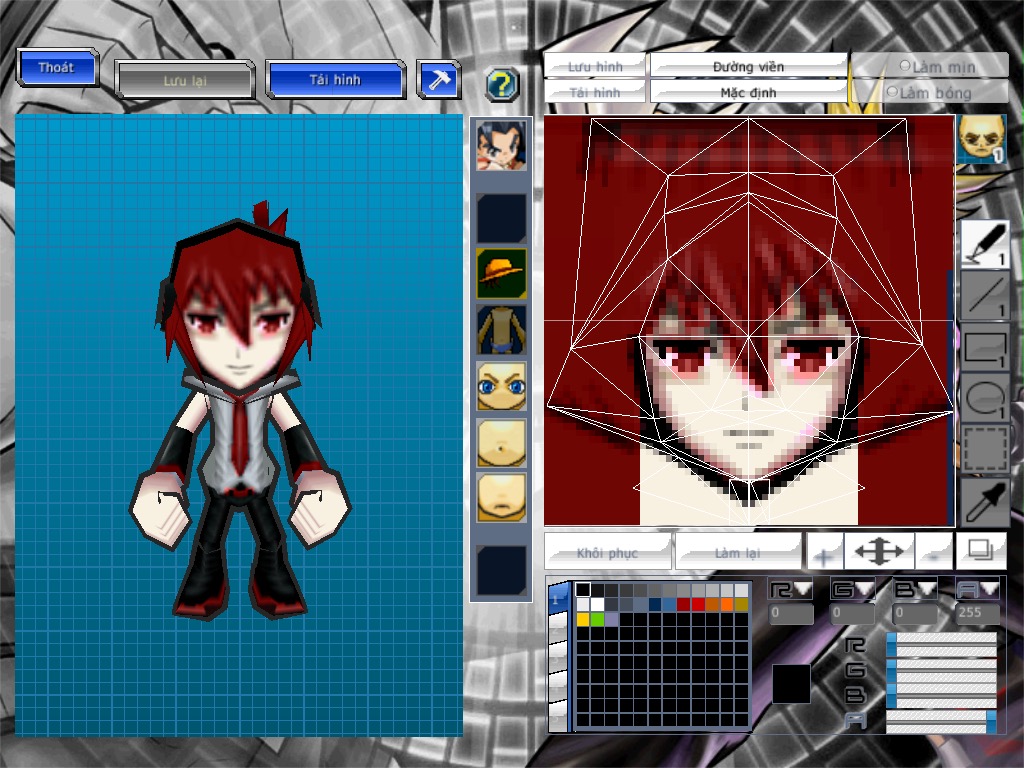 Thoát
Lưu lại
Tải hình
?
Lưu hình
Đường viền
Làm mịn
Tải hình
Mặc định
Làm bóng
1
1
1
1
1
Khôi phục
Làm lại
+
-
1
R
G
B
A
0
0
0
255
R
G
B
A